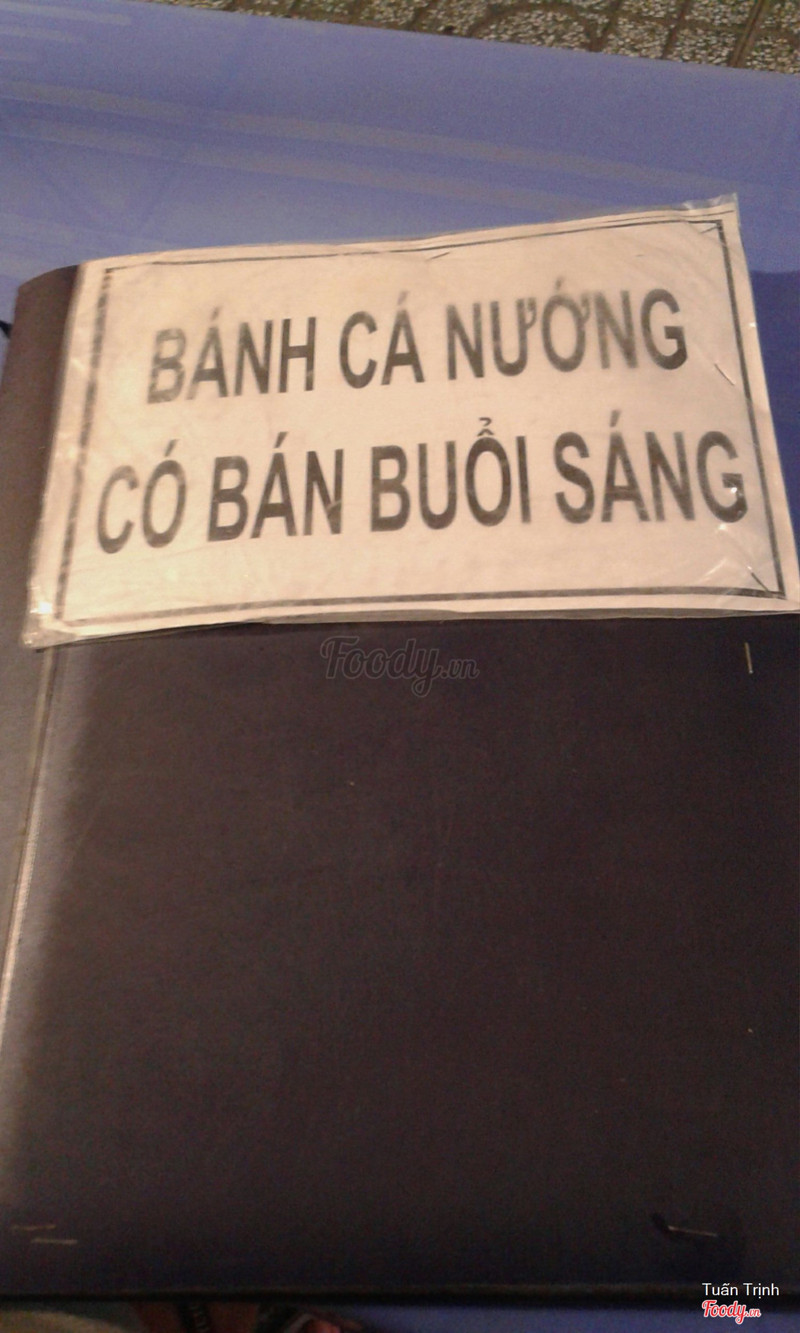 BÁNH CÁ NƯỚNG
CÓ BÁN BUỔI SÁNG
Foody.vn
Tuấn Trịnh
Foody.vn